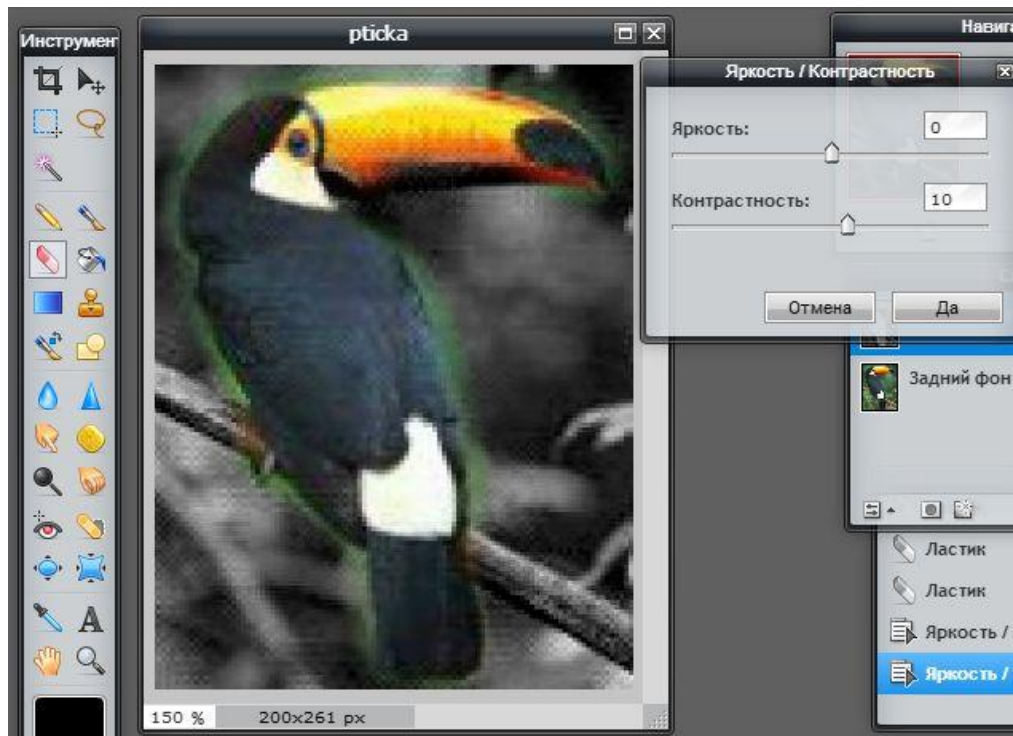 Инструмент
pticka
Навига
Яркость / Контрастность
Яркость:
0
Контрастность:
10
Отмена
Да
Задний фон
Ластик
Ластик
Яркость /
Яркость /
150 %
200x261 px
A